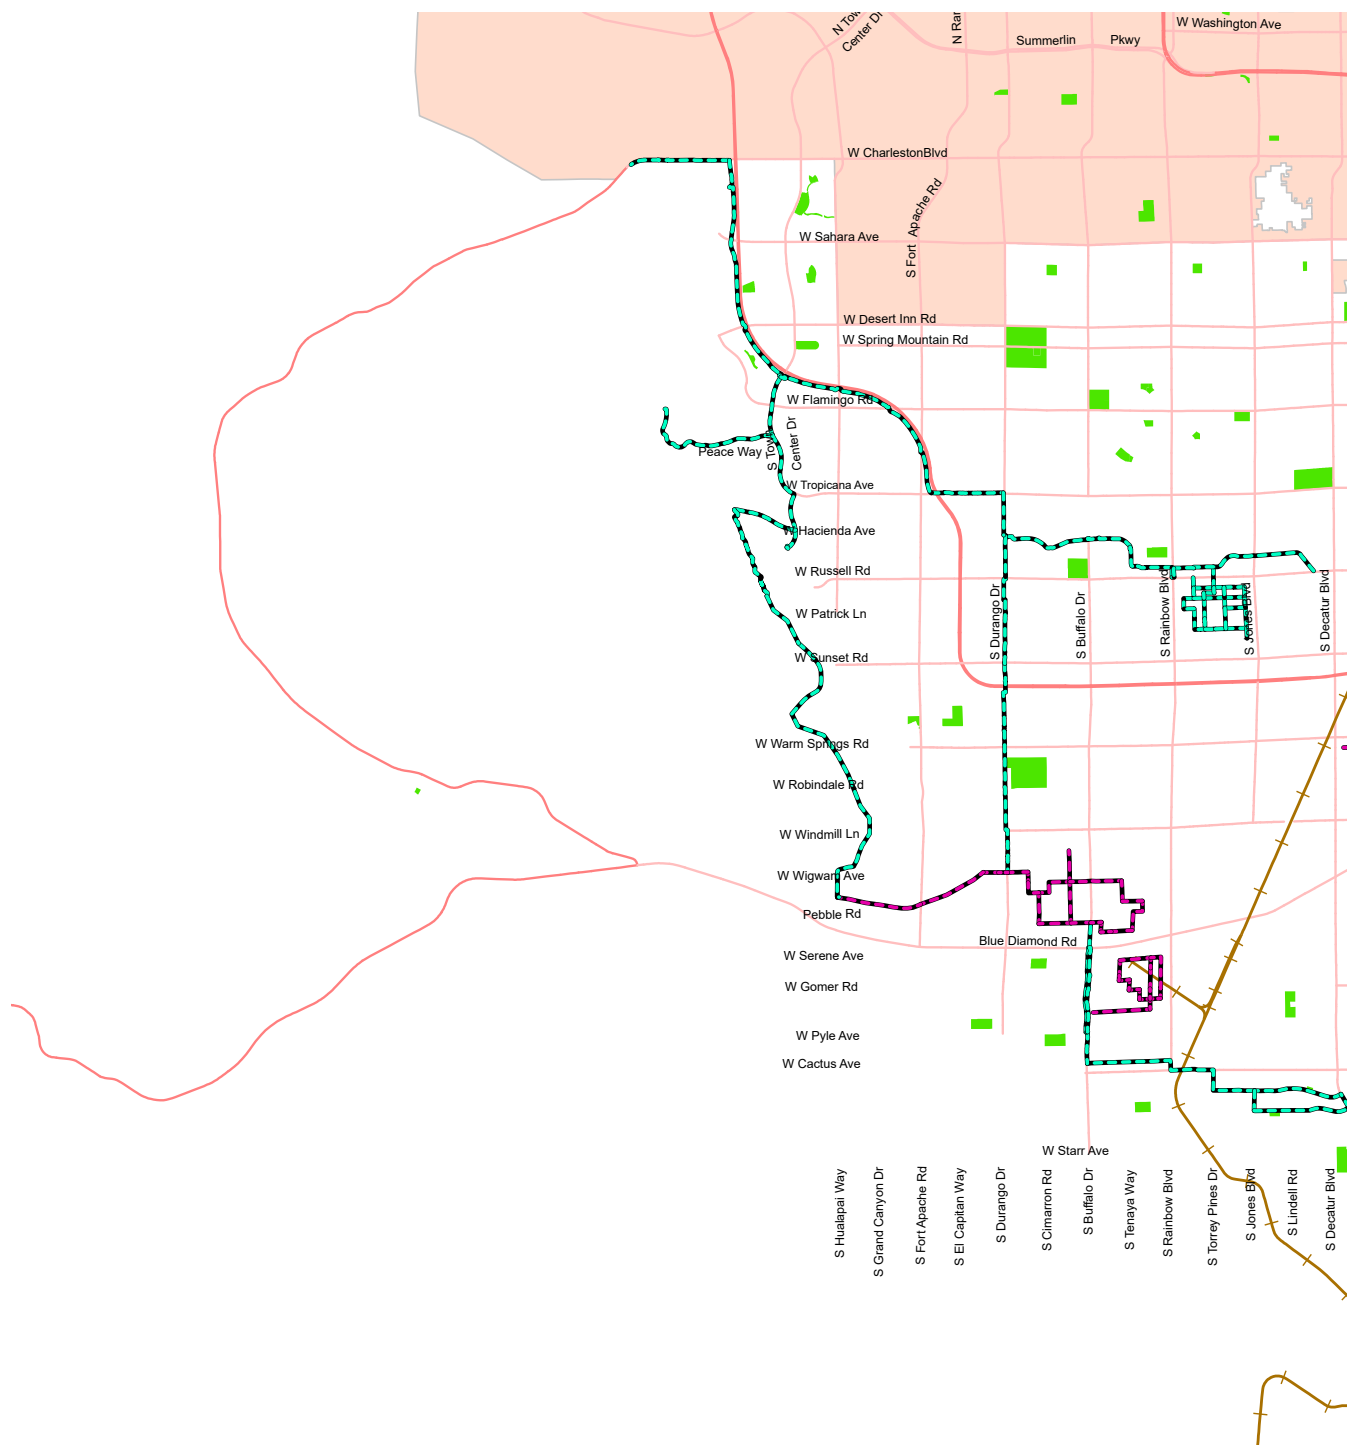 W Washington Ave
N Tow
Center Dr
N Ran
Summerlin Pkwy
W CharlestonBlvd
S Fort Apache Rd
W Sahara Ave
W Desert Inn Rd
W Spring Mountain Rd
W Flamingo Rd
S Town
Center Dr
Peace Way
W Tropicana Ave
W Hacienda Ave
W Russell Rd
S Durango Dr
S Buffalo Dr
S Rainbow Blvd
S Jones Blvd
S Decatur Blvd
W Patrick Ln
W Sunset Rd
W Warm Springs Rd
W Robindale Rd
W Windmill Ln
W Wigwam Ave
Pebble Rd
Blue Diamond Rd
W Serene Ave
W Gomer Rd
W Pyle Ave
W Cactus Ave
W Starr Ave
S Hualapai Way
S Grand Canyon Dr
S Fort Apache Rd
S El Capitan Way
S Durango Dr
S Cimarron Rd
S Buffalo Dr
S Tenaya Way
S Rainbow Blvd
S Torrey Pines Dr
S Jones Blvd
S Lindell Rd
S Decatur Blvd